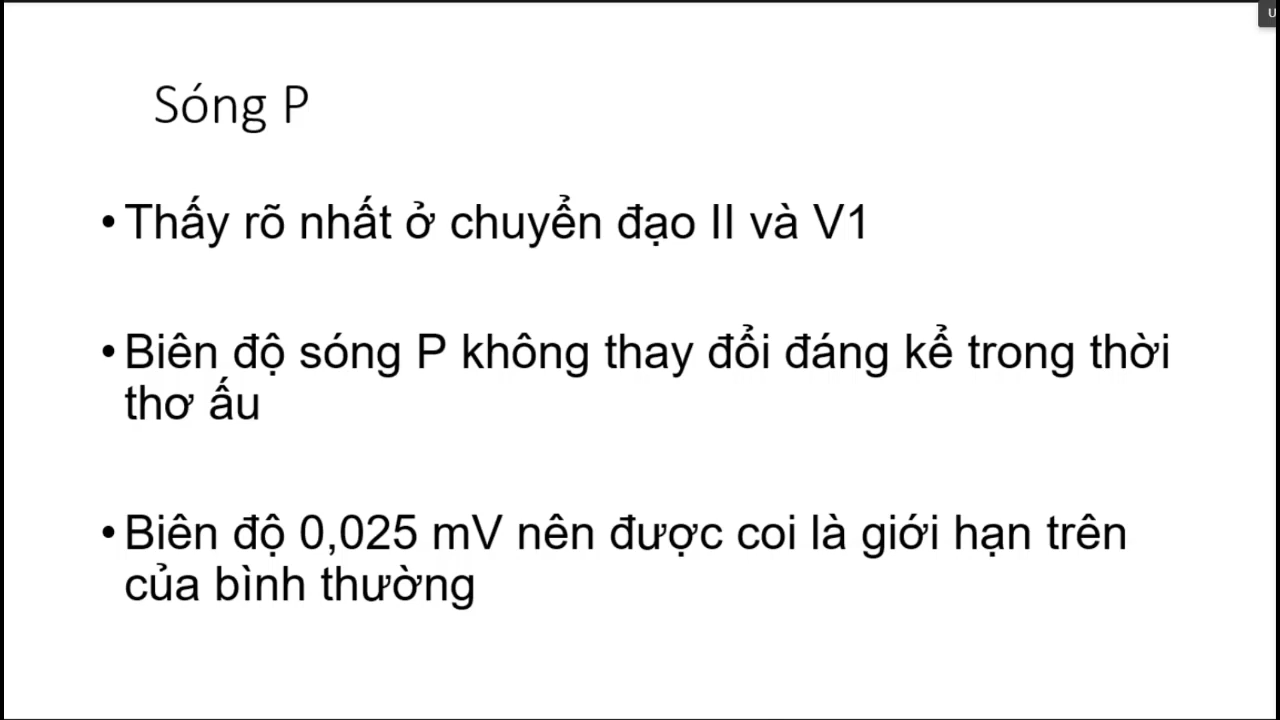 U
Sóng P
• Thấy rõ nhất ở chuyển đạo II và V1
• Biên độ sóng P không thay đổi đáng kể trong thời
thơ ấu
• Biên độ 0,025 mV nên được coi là giới hạn trên
của bình thường